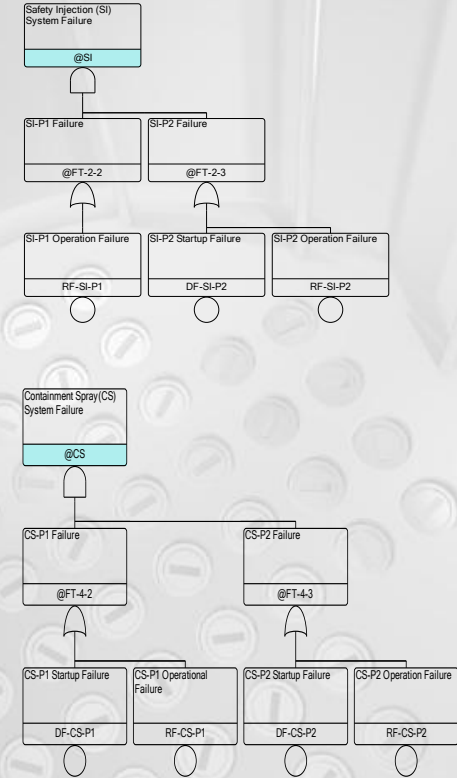 Safety Injection (SI)
System Failure
@SI
SI-P1 Failure
SI-P2 Failure
@FT-2-2
@FT-2-3
SI-P1 Operation Failure
SI-P2 Startup Failure
SI-P2 Operation Failure
RF-SI-P1
DF-SI-P2
RF-SI-P2
Containment Spray(CS)
System Failure
@CS
CS-P1 Failure
CS-P2 Failure
@FT-4-2
@FT-4-3
CS-P1 Startup Failure
CS-P1 Operational
Failure
CS-P2 Startup Failure
CS-P2 Operation Failure
DF-CS-P1
RF-CS-P1
DF-CS-P2
RF-CS-P2